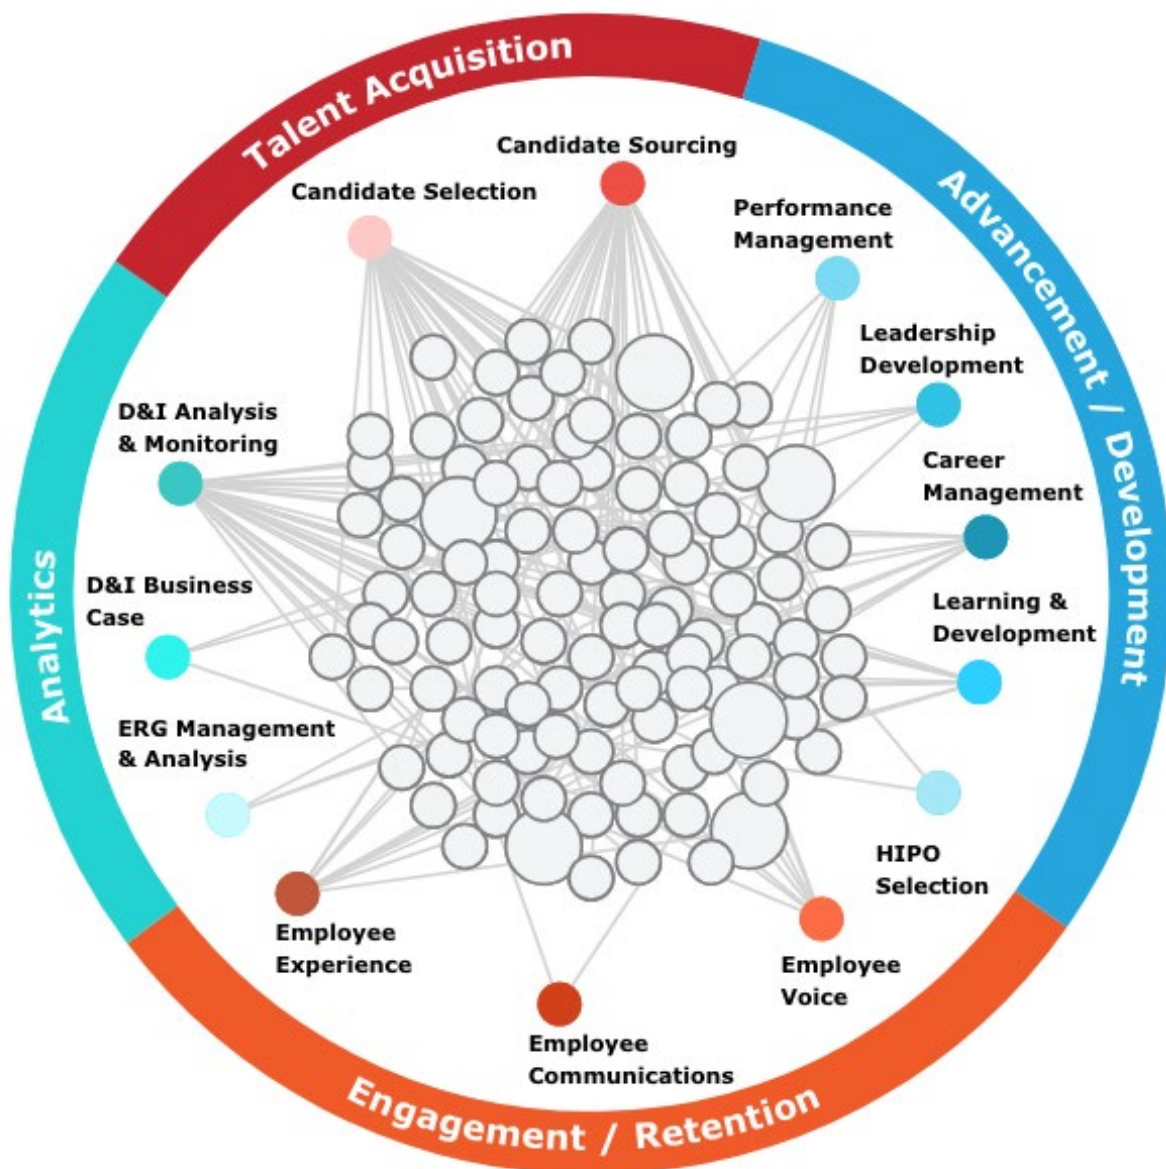 Talent Acquisition
Candidate Sourcing
Candidate Selection
Performance
Management
Advancement / Development
Leadership
Development
D&I Analysis
& Monitoring
Career
Management
Analytics
D&I Business
Case
Learning &
Development
ERG Management
& Analysis
HIPO
Selection
Employee
Experience
Employee
Voice
Employee
Communications
Engagement / Retention